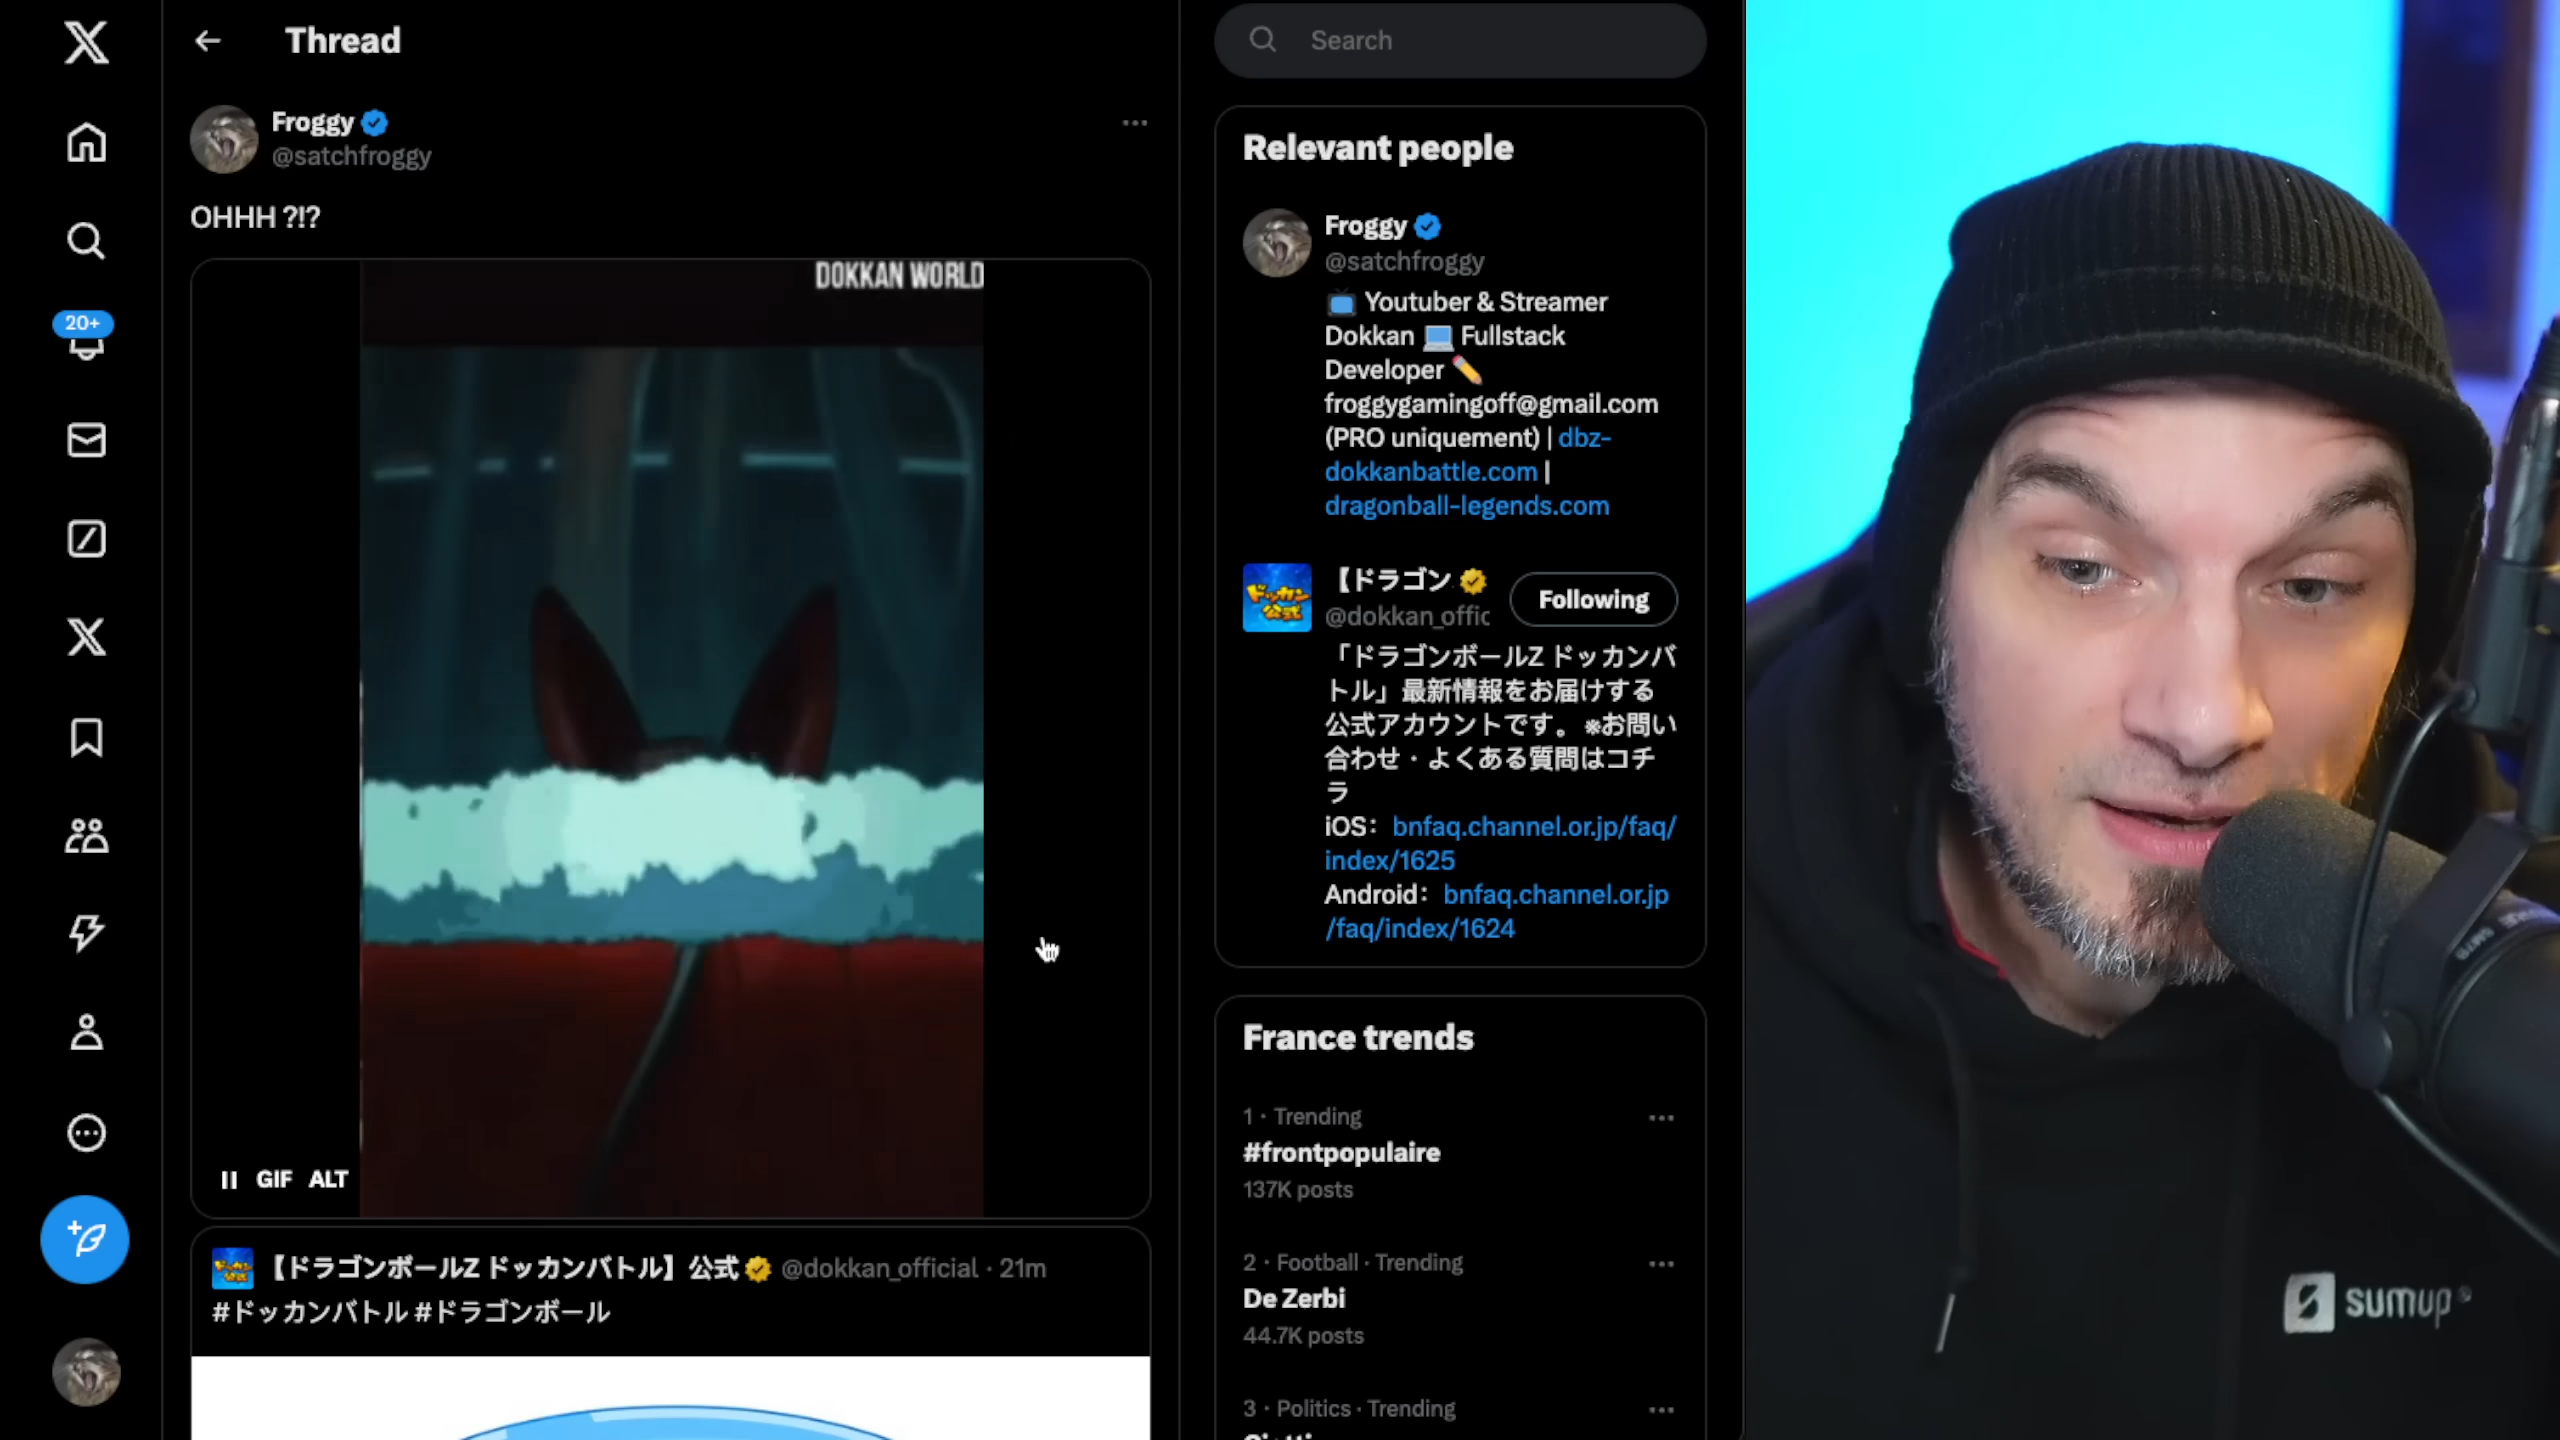 Thread
Froggy
@satchfroggy
OHHH ?!?
DOKKAN WORLD
GIF ALT
【ドラゴンボールZ ドッカンバトル】公式 @dokkan_official · 21m
#ドッカンバトル #ドラゴンボール
20+
Search
Relevant people
Froggy
@satchfroggy
Youtuber & Streamer
Dokkan Fullstack
Developer
froggygamingoff@gmail.com
(PRO uniquement) | dbz-
dokkanbattle.com |
dragonball-legends.com
【ドラゴン
@dokkan_offic
Following
「ドラゴンボールZ ドッカンバ
トル」最新情報をお届けする
公式アカウントです。※お問い
合わせ・よくある質問はコチ
ラ
iOS： bnfaq.channel.or.jp/faq/
index/1625
Android： bnfaq.channel.or.jp
/faq/index/1624
France trends
1 · Trending
#frontpopulaire
137K posts
2 · Football · Trending
De Zerbi
44.7K posts
3 · Politics · Trending
sumup